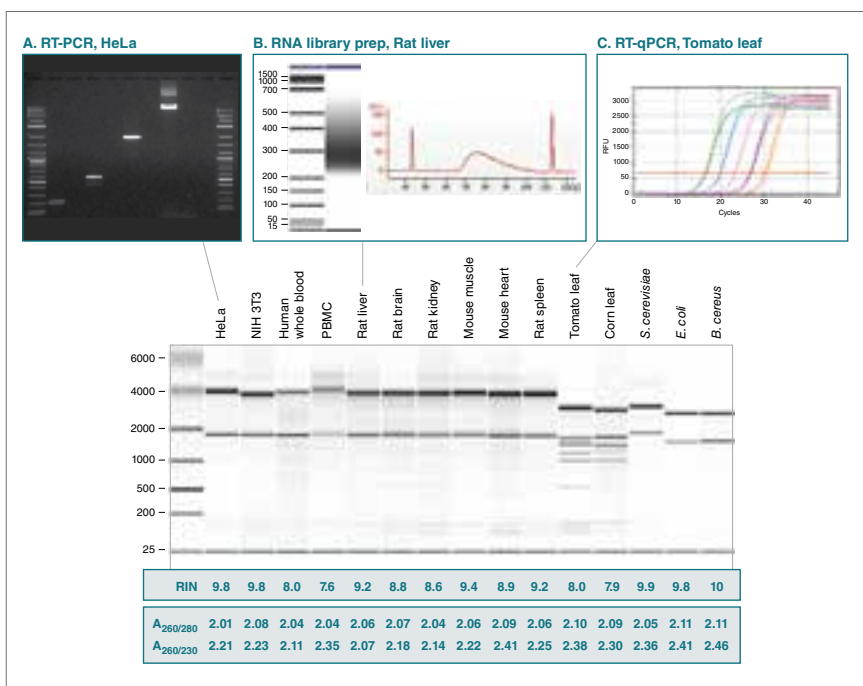 A. RT-PCR, HeLa
B. RNA library prep, Rat liver
C. RT-qPCR, Tomato leaf
1500
1000
700
500
400
300
200
150
100
50
15
3000
2500
2000
1500
1000
500
0
RFU
0 10 20 30 40
Cycles
HeLa
NIH 3T3
Human whole blood
PBMC
Rat liver
Rat brain
Rat kidney
Mouse muscle
Mouse heart
Rat spleen
Tomato leaf
Corn leaf
S. cerevisiae
E. coli
B. cereus
6000
4000
2000
1000
500
200
25
RIN 9.8 9.8 8.0 7.6 9.2 8.8 8.6 9.4 8.9 9.2 8.0 7.9 9.9 9.8 10
A260/280 2.01 2.08 2.04 2.04 2.06 2.07 2.04 2.06 2.09 2.06 2.10 2.09 2.05 2.11 2.11
A260/230 2.21 2.23 2.11 2.35 2.07 2.18 2.14 2.22 2.41 2.25 2.38 2.30 2.36 2.41 2.46